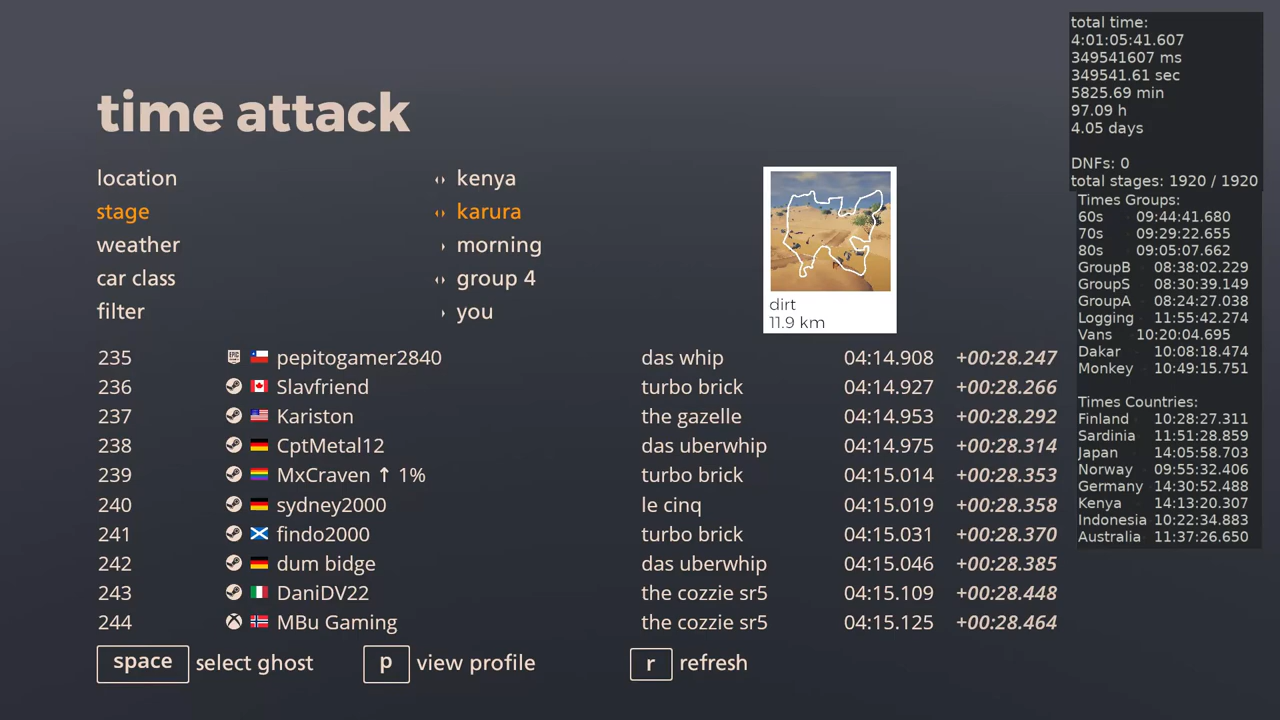 time attack
location kenya
stage karura
weather morning
car class group 4
filter you
dirt
11.9 km
235 EPIC pepitogamer2840 das whip 04:14.908 +00:28.247
236 Slavfriend turbo brick 04:14.927 +00:28.266
237 Kariston the gazelle 04:14.953 +00:28.292
238 CptMetal12 das uberwhip 04:14.975 +00:28.314
239 MxCraven ↑ 1% turbo brick 04:15.014 +00:28.353
240 sydney2000 le cinq 04:15.019 +00:28.358
241 findo2000 turbo brick 04:15.031 +00:28.370
242 dum bidge das uberwhip 04:15.046 +00:28.385
243 DaniDV22 the cozzie sr5 04:15.109 +00:28.448
244 MBu Gaming the cozzie sr5 04:15.125 +00:28.464
space select ghost p view profile r refresh
total time:
4:01:05:41.607
349541607 ms
349541.61 sec
5825.69 min
97.09 h
4.05 days
DNFs: 0
total stages: 1920 / 1920
Times Groups:
60s 09:44:41.680
70s 09:29:22.655
80s 09:05:07.662
GroupB 08:38:02.229
GroupS 08:30:39.149
GroupA 08:24:27.038
Logging 11:55:42.274
Vans 10:20:04.695
Dakar 10:08:18.474
Monkey 10:49:15.751
Times Countries:
Finland 10:28:27.311
Sardinia 11:51:28.859
Japan 14:05:58.703
Norway 09:55:32.406
Germany 14:30:52.488
Kenya 14:13:20.307
Indonesia 10:22:34.883
Australia 11:37:26.650